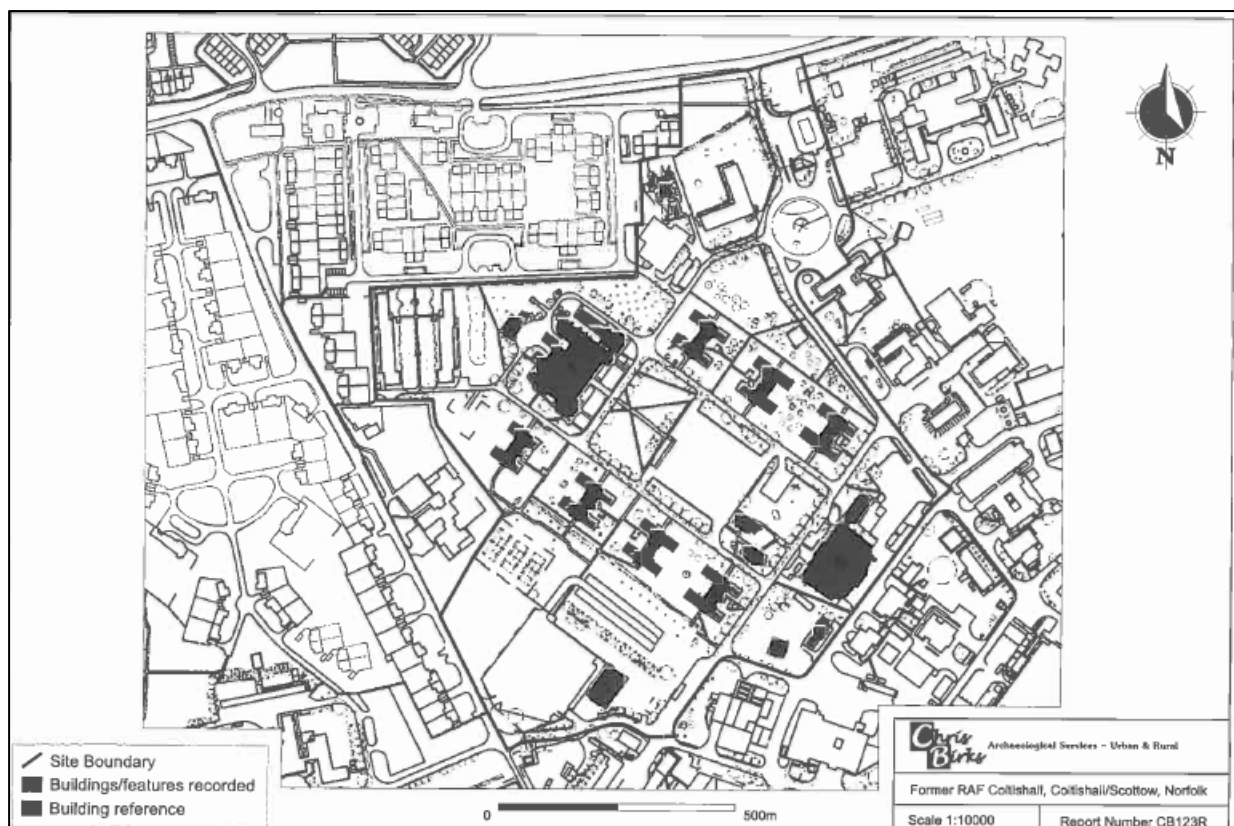 N
Site Boundary
Buildings/features recorded
Building reference
0 500m
Chris Birks
Archaeological Services - Urban & Rural
Former RAF Coltishall, Coltishall/Scottow, Norfolk
Scale 1:10000 Report Number CB123R